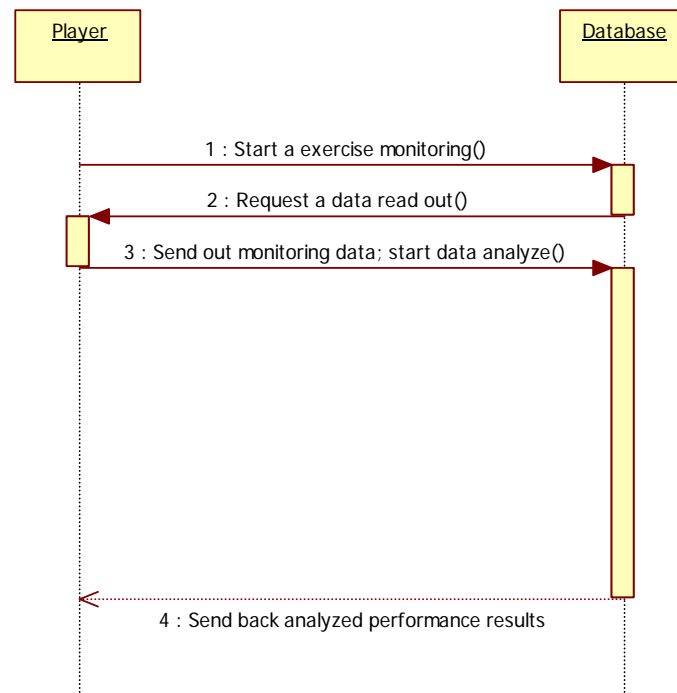 Player
Database
1 : Start a exercise monitoring()
2 : Request a data read out()
3 : Send out monitoring data; start data analyze()
4 : Send back analyzed performance results